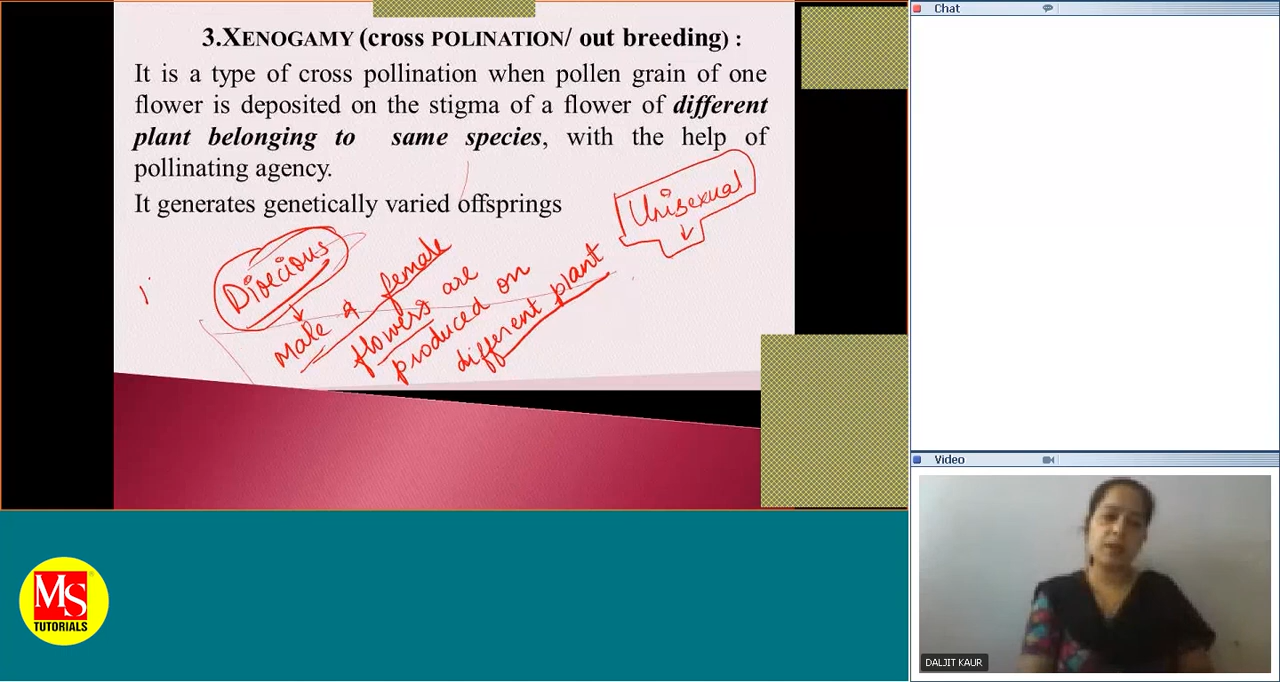 Chat
3.XENOGAMY (cross POLINATION/ out breeding) :
It is a type of cross pollination when pollen grain of one
flower is deposited on the stigma of a flower of different
plant belonging to same species, with the help of
pollinating agency.
It generates genetically varied offsprings
Unisexual
Dioecious
Male & female
flowers are
produced on
different plant
Video
MS
TUTORIALS
DALJIT KAUR